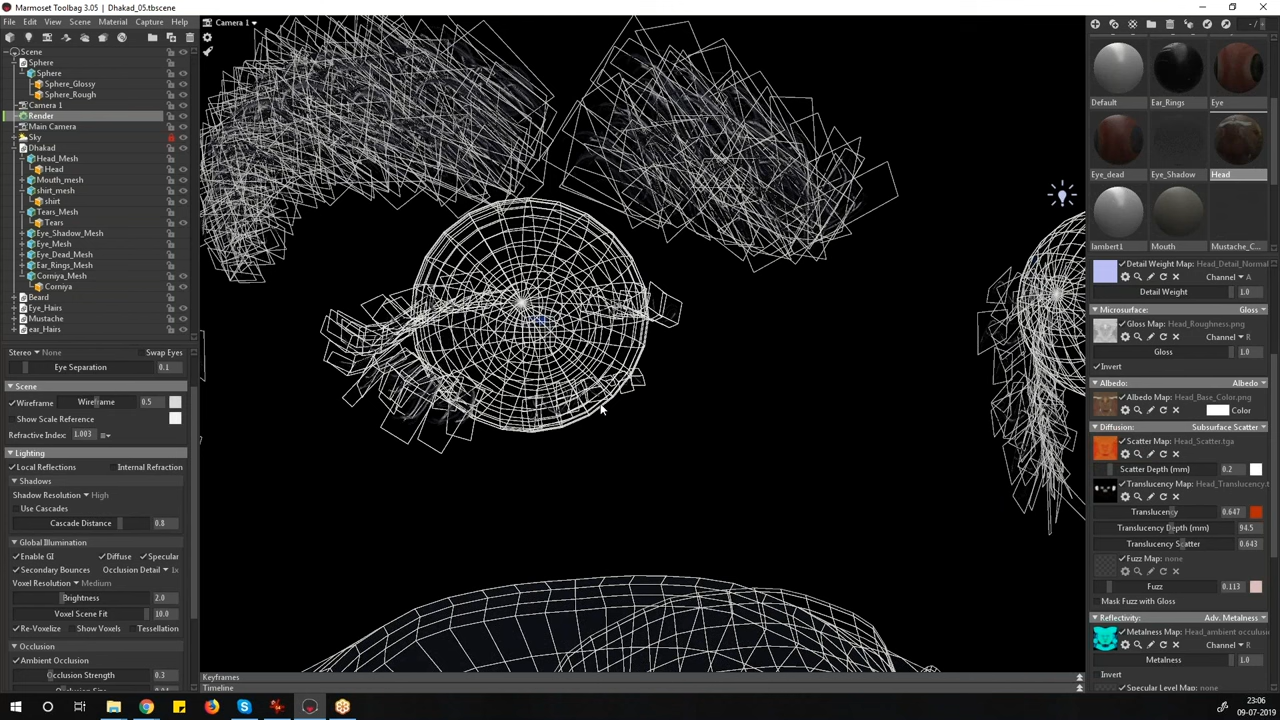 Marmoset Toolbag 3.05 | Dhakad_05.tbscene
File Edit View Scene Material Capture Help
Camera 1
Scene
Sphere
Sphere
Sphere_Glossy
Sphere_Rough
Camera 1
Render
Main Camera
Sky
Dhakad
Head_Mesh
Head
Mouth_mesh
shirt_mesh
shirt
Tears_Mesh
Tears
Eye_Shadow_Mesh
Eye_Mesh
Eye_Dead_Mesh
Ear_Rings_Mesh
Corniya_Mesh
Corniya
Beard
Eye_Hairs
Mustache
ear_Hairs
Stereo None Swap Eyes
Eye Separation 0.1
Scene
Wireframe Wireframe 0.5
Show Scale Reference
Refractive Index: 1.003
Lighting
Local Reflections Internal Refraction
Shadows
Shadow Resolution High
Use Cascades
Cascade Distance 0.8
Global Illumination
Enable GI Diffuse Specular
Secondary Bounces Occlusion Detail 1x
Voxel Resolution Medium
Brightness 2.0
Voxel Scene Fit 10.0
Re-Voxelize Show Voxels Tessellation
Occlusion
Ambient Occlusion
Occlusion Strength 0.3
Keyframes
Timeline
Default Ear_Rings Eye
Eye_dead Eye_Shadow Head
lambert1 Mouth Mustache_C...
Detail Weight Map: Head_Detail_Normal
Channel A
Detail Weight 1.0
Microsurface: Gloss
Gloss Map: Head_Roughness.png
Channel R
Gloss 1.0
Invert
Albedo: Albedo
Albedo Map: Head_Base_Color.png
Color
Diffusion: Subsurface Scatter
Scatter Map: Head_Scatter.tga
Scatter Depth (mm) 0.2
Translucency Map: Head_Translucency.t
Translucency 0.647
Translucency Depth (mm) 94.5
Translucency Scatter 0.643
Fuzz Map: none
Fuzz 0.113
Mask Fuzz with Gloss
Reflectivity: Adv. Metalness
Metalness Map: Head_ambient occulusio
Channel R
Metalness 1.0
Invert
Specular Level Map: none
23:06
09-07-2019